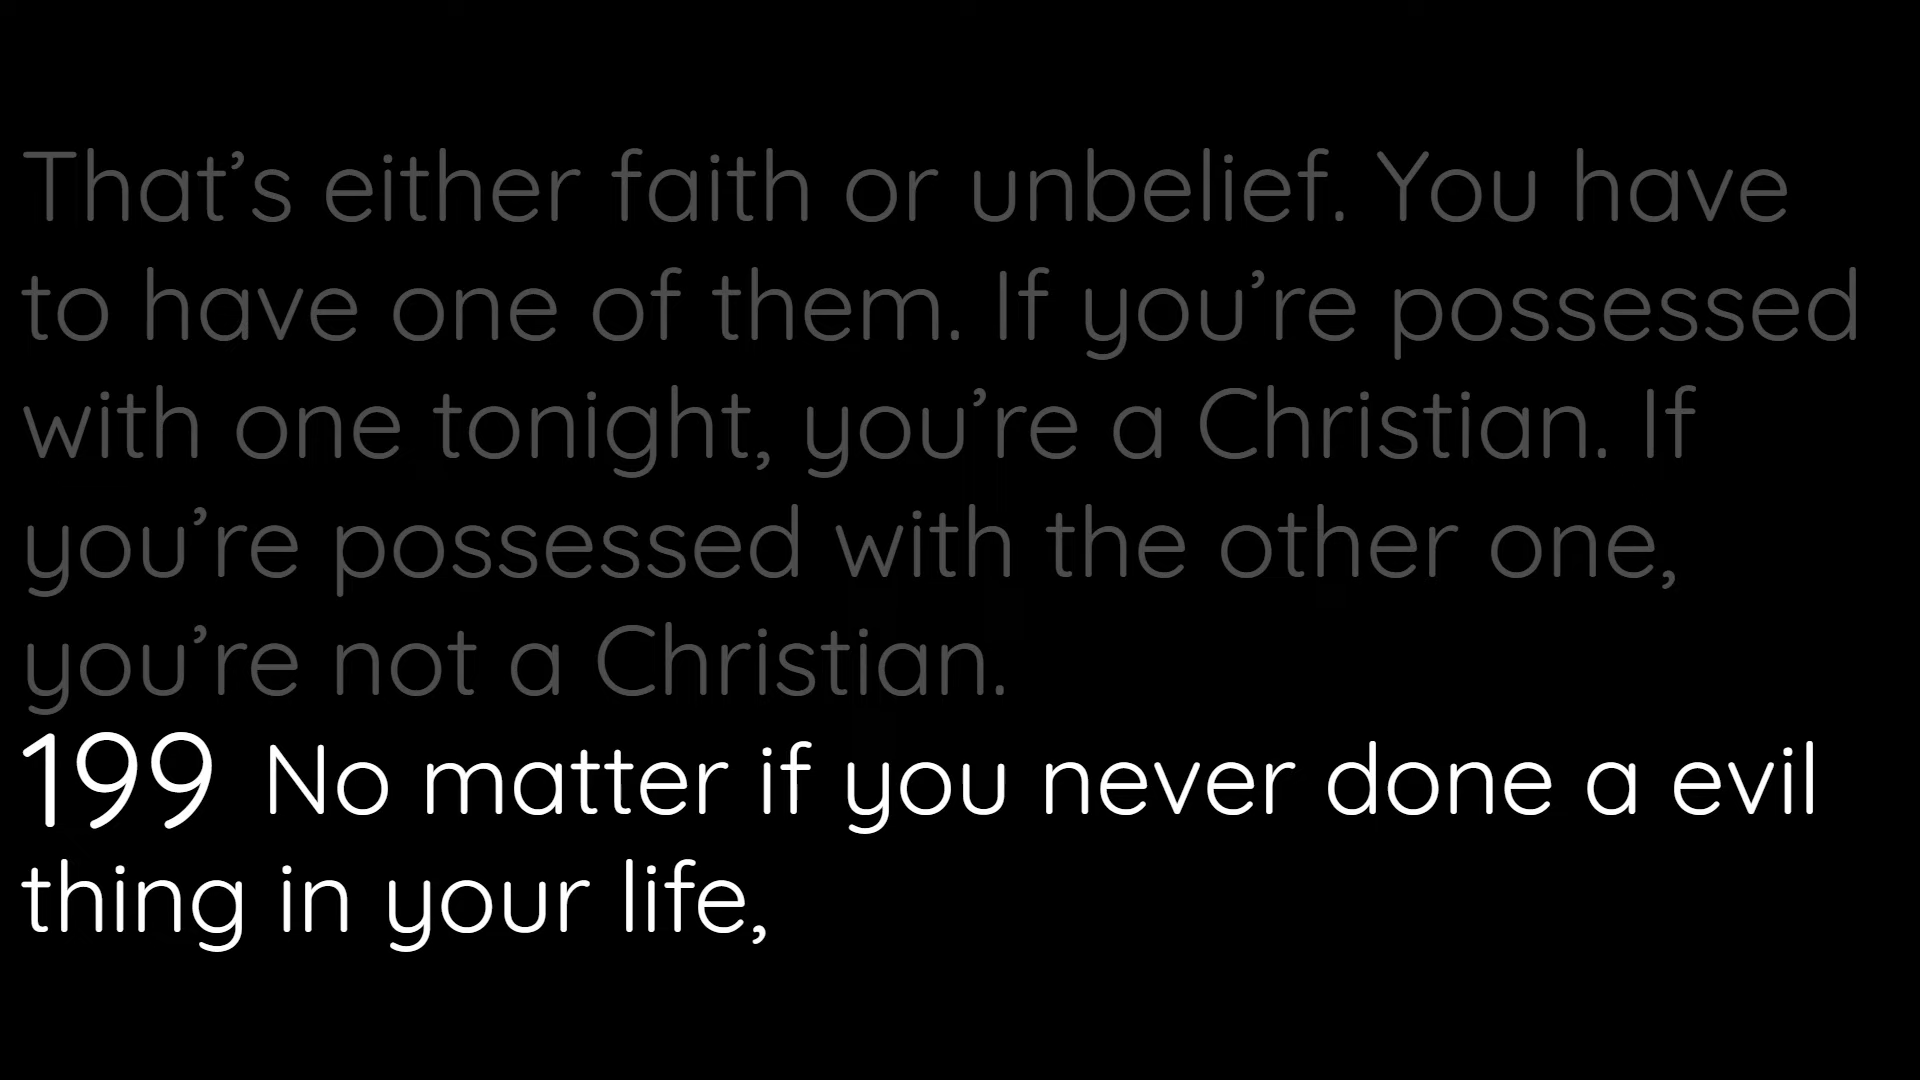 That’s either faith or unbelief. You have
to have one of them. If you’re possessed
with one tonight, you’re a Christian. If
you’re possessed with the other one,
you’re not a Christian.
199 No matter if you never done a evil
thing in your life,